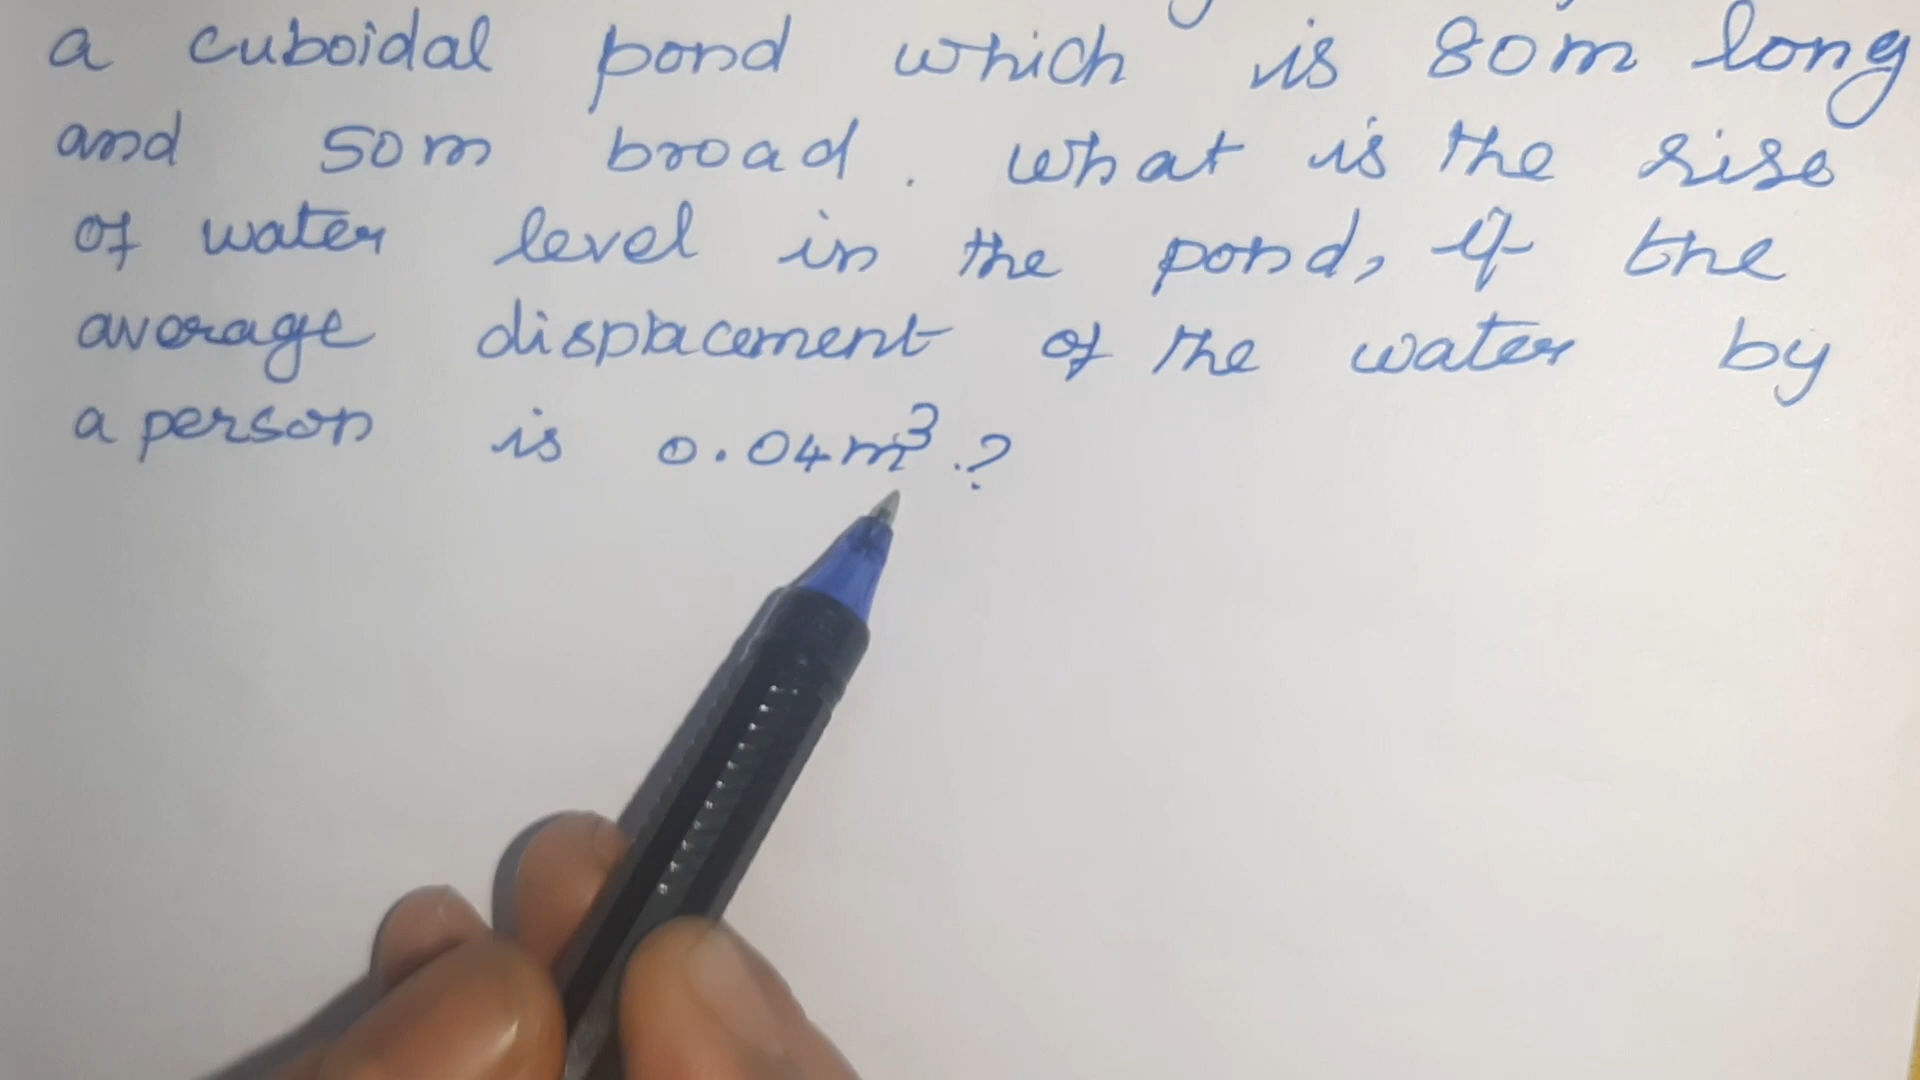 a cuboidal pond which is 80m long
and 50m broad. what is the rise
of water level in the pond, if the
average displacement of the water by
a person is 0.04m³.?